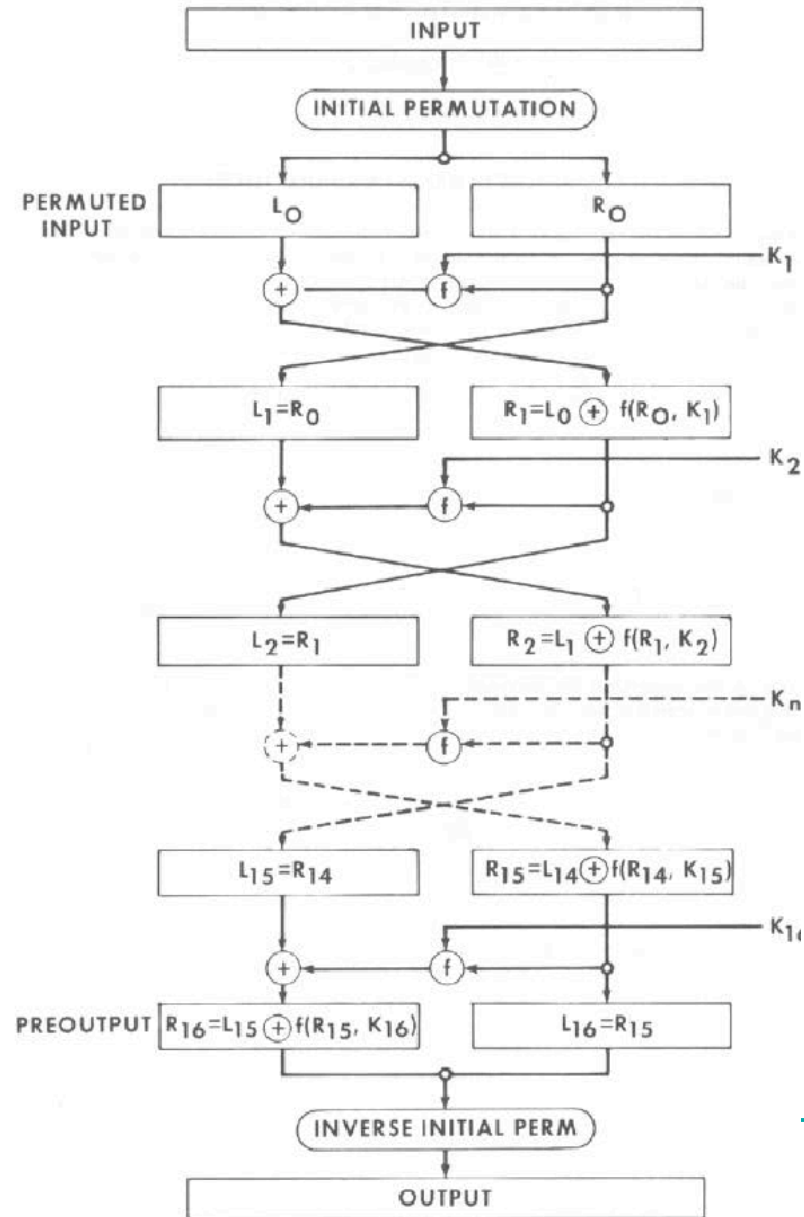 INPUT
INITIAL PERMUTATION
PERMUTED
INPUT
L₀
R₀
K₁
+
f
L₁=R₀
R₁=L₀ ⊕ f(R₀, K₁)
K₂
+
f
L₂=R₁
R₂=L₁ ⊕ f(R₁, K₂)
Kₙ
+
f
L₁₅=R₁₄
R₁₅=L₁₄⊕f(R₁₄, K₁₅)
K₁₆
+
f
PREOUTPUT
R₁₆=L₁₅⊕f(R₁₅, K₁₆)
L₁₆=R₁₅
INVERSE INITIAL PERM
OUTPUT